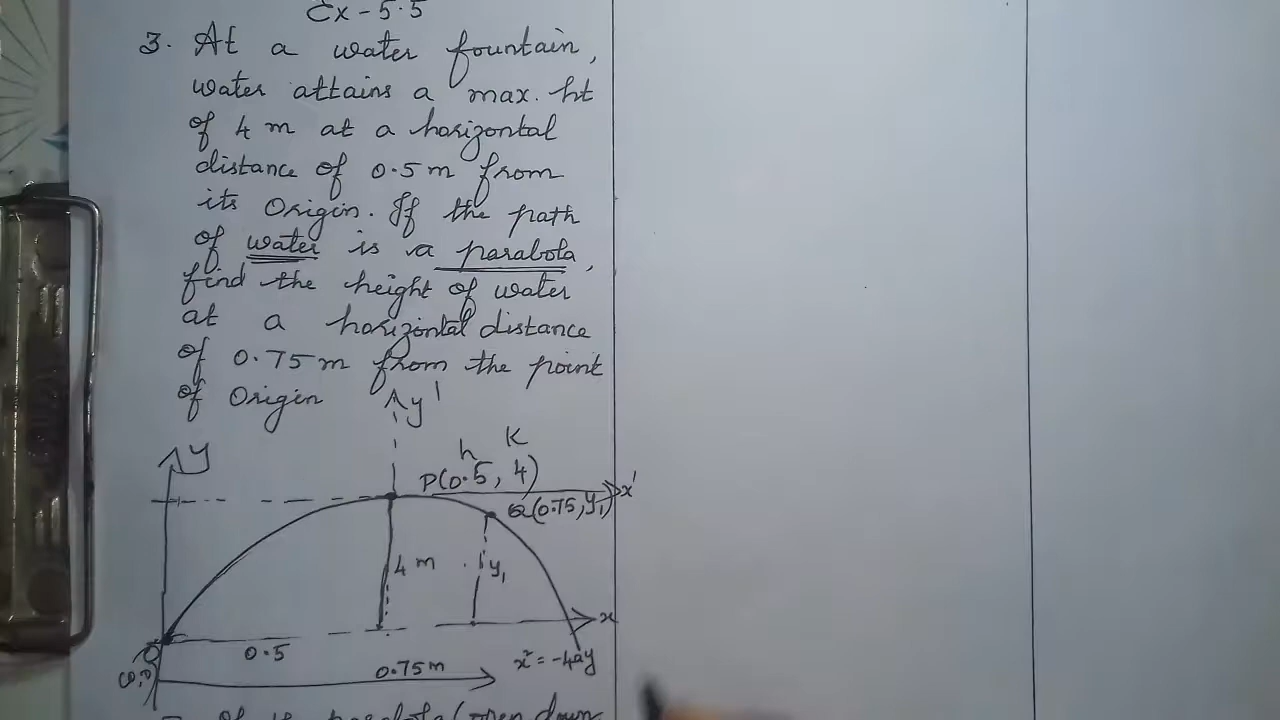 Ex - 5.5
3. At a water fountain,
water attains a max. ht
of 4 m at a horizontal
distance of 0.5 m from
its Origin. If the path
of water is a parabola,
find the height of water
at a horizontal distance
of 0.75 m from the point
of Origin
y'
y
h K
P(0.5, 4)
x'
Q(0.75, y₁)
4 m
y₁
x
O
0.5
(0,0)
0.75 m
x² = -4ay
parabola (open down